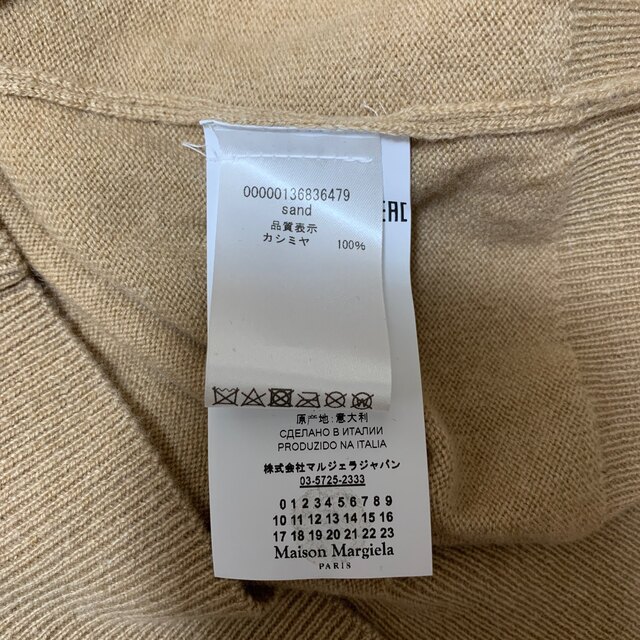 00000136836479
sand
品質表示
カシミヤ 100%
原产地: 意大利
СДЕЛАНО В ИТАЛИИ
PRODUZIDO NA ITALIA
株式会社マルジェラジャパン
03-5725-2333
0 1 2 3 4 5 6 7 8 9
10 11 12 13 14 15 16
17 18 19 20 21 22 23
Maison Margiela
PARIS